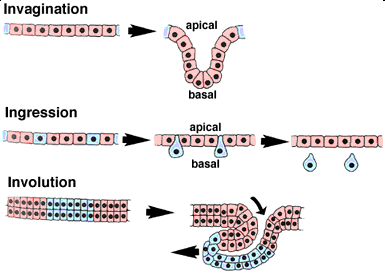 Invagination
apical
basal
Ingression
apical
basal
Involution